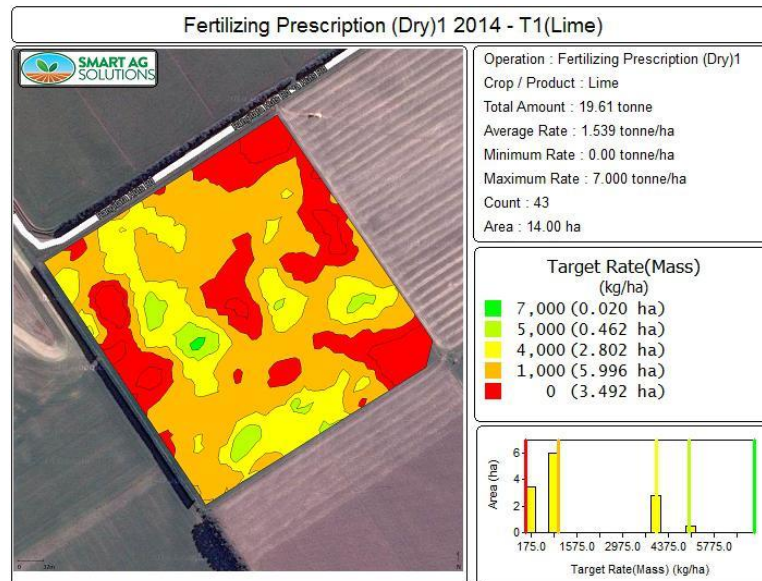 Fertilizing Prescription (Dry)1 2014 - T1(Lime)
SMART AG
SOLUTIONS
Operation : Fertilizing Prescription (Dry)1
Crop / Product : Lime
Total Amount : 19.61 tonne
Average Rate : 1.539 tonne/ha
Minimum Rate : 0.00 tonne/ha
Maximum Rate : 7.000 tonne/ha
Count : 43
Area : 14.00 ha
Target Rate(Mass)
(kg/ha)
7,000 (0.020 ha)
5,000 (0.462 ha)
4,000 (2.802 ha)
1,000 (5.996 ha)
0 (3.492 ha)
Area (ha)
6
4
2
0
175.0 1575.0 2975.0 4375.0 5775.0
Target Rate(Mass) (kg/ha)